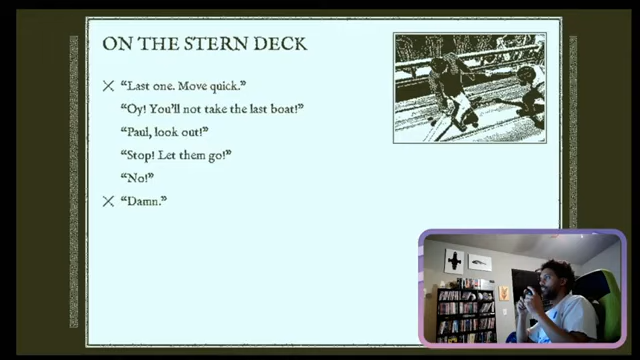 ON THE STERN DECK
“Last one. Move quick.”
“Oy! You'll not take the last boat!”
“Paul, look out!”
“Stop! Let them go!”
“No!”
“Damn.”